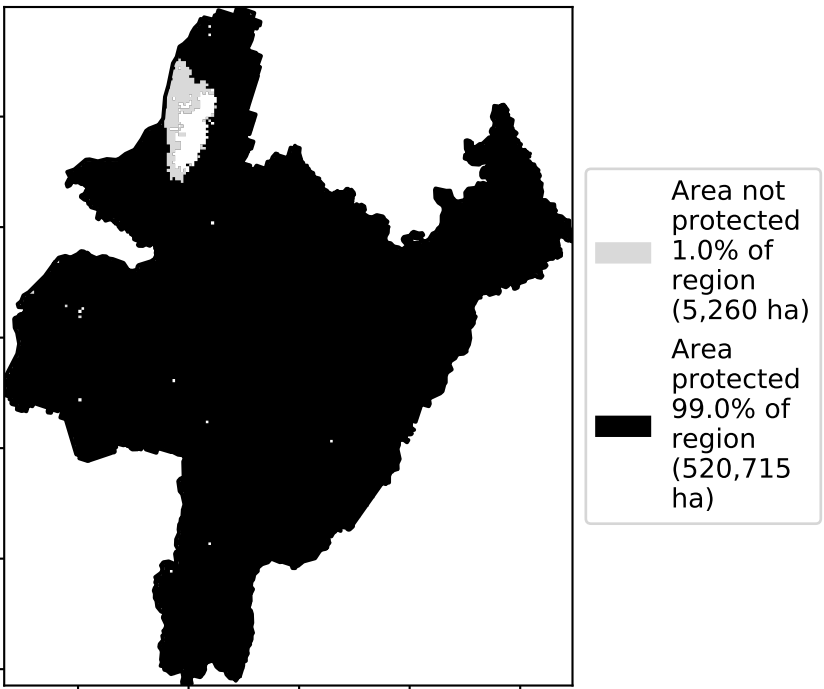 Area not
protected
1.0% of
region
(5,260 ha)
Area
protected
99.0% of
region
(520,715
ha)